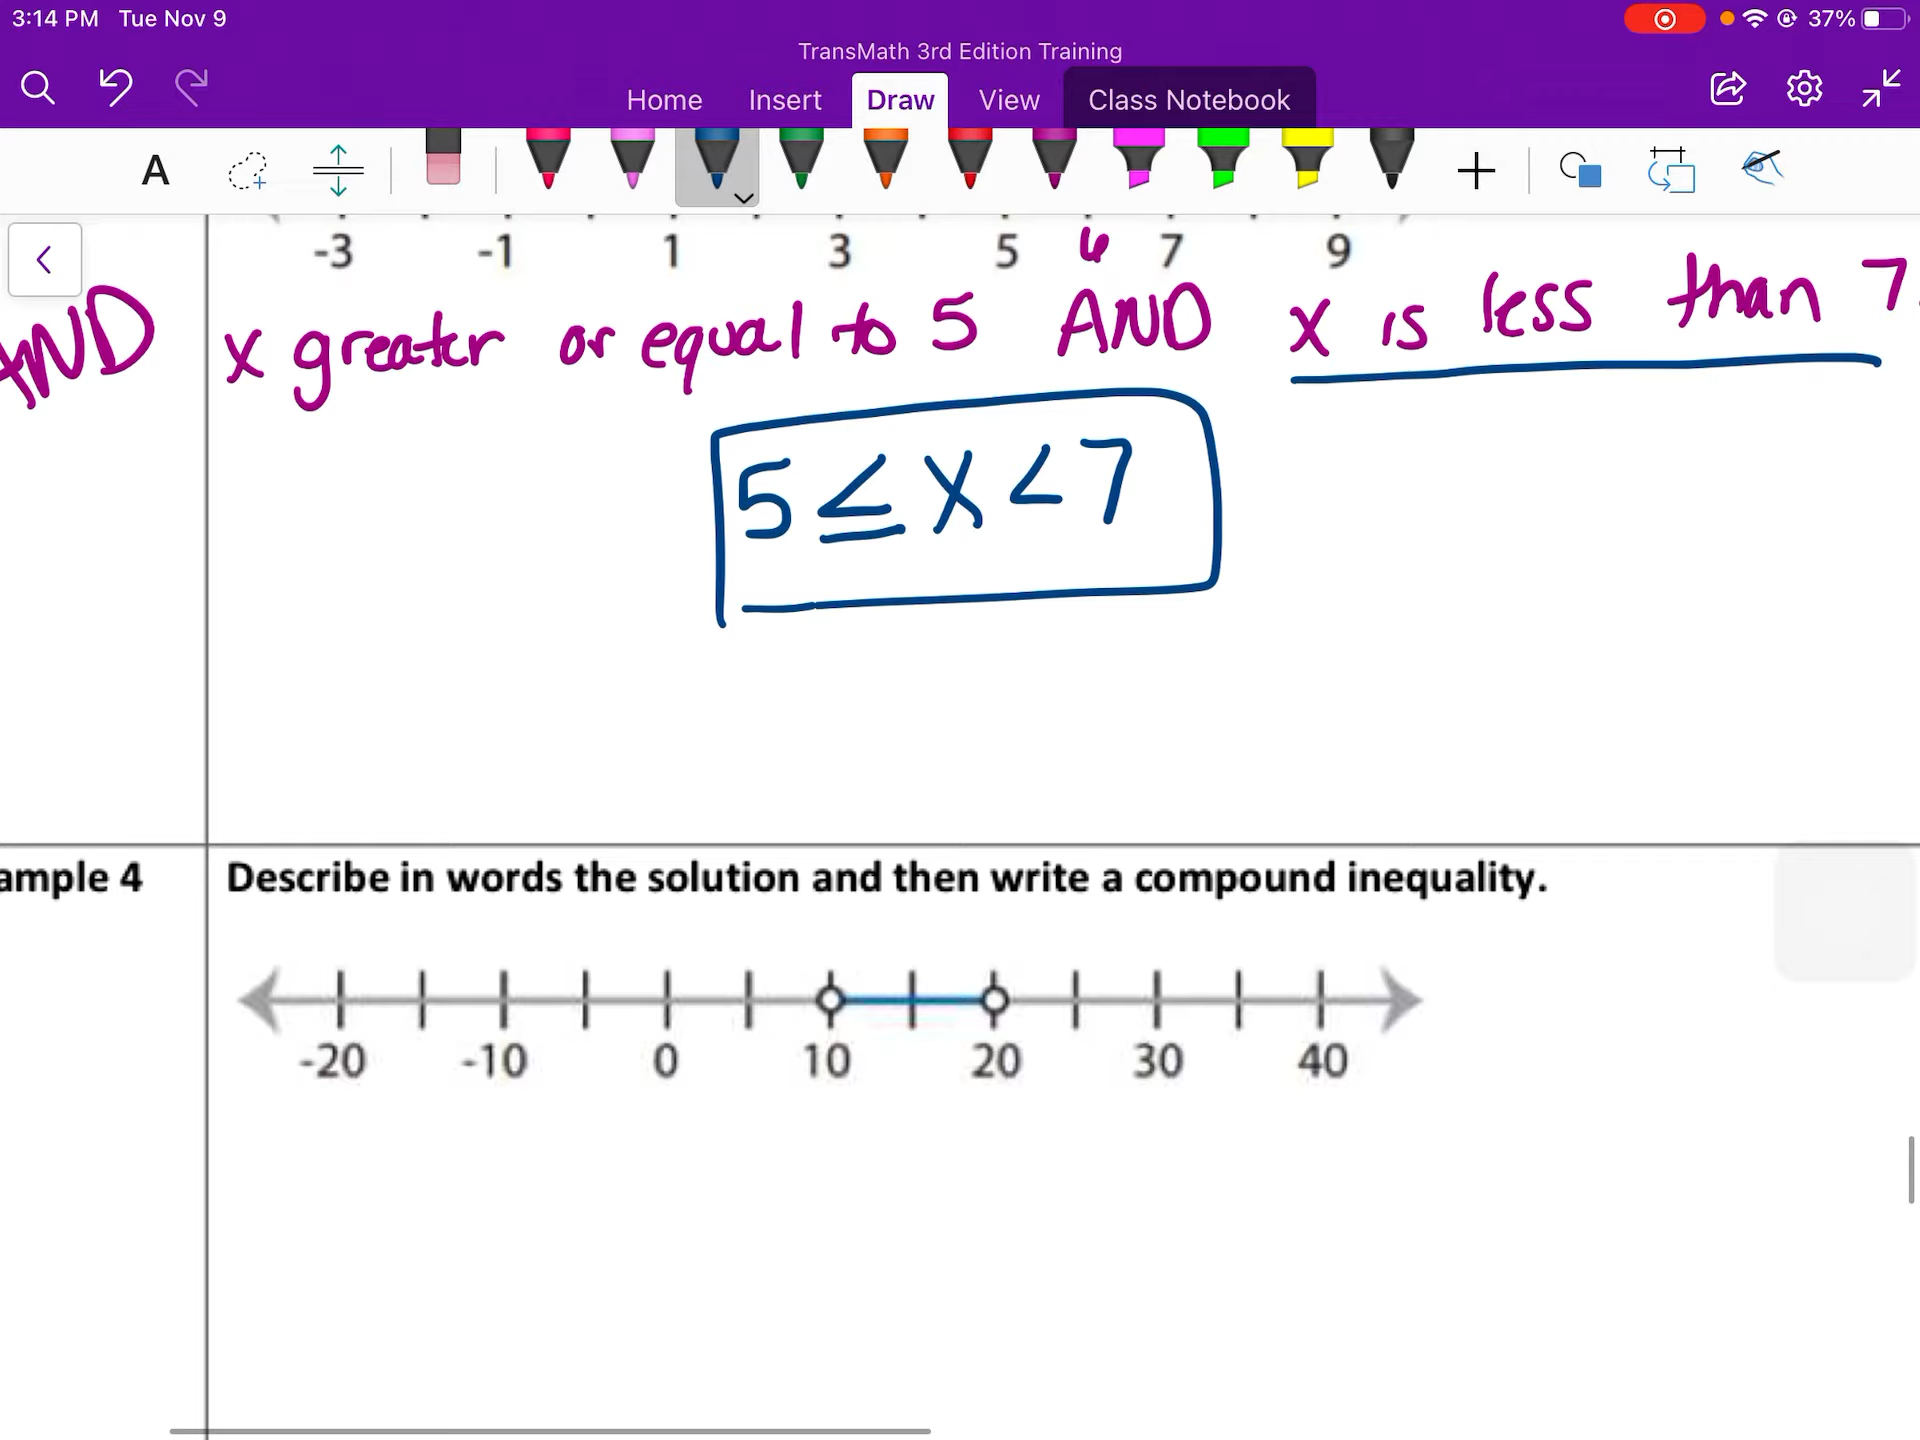 3:14 PM Tue Nov 9
37%
TransMath 3rd Edition Training
Home Insert Draw View Class Notebook
A
-3 -1 1 3 5 6 7 9
AND x greater or equal to 5 AND x is less than 7.
5 ≤ x < 7
ample 4 Describe in words the solution and then write a compound inequality.
-20 -10 0 10 20 30 40